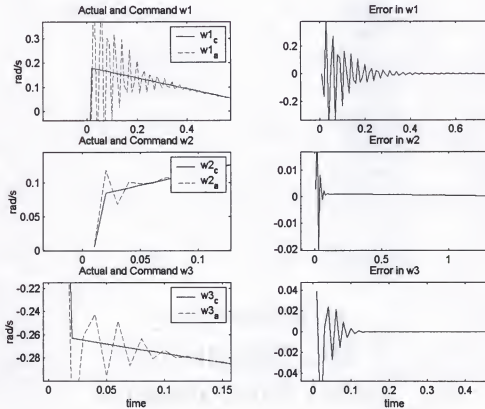 Actual and Command w1
Error in w1
rad/s
0.4
0.3
0.2
0.1
0
w1c
w1a
0 0.2 0.4
0.2
0
-0.2
0 0.2 0.4 0.6
Actual and Command w2
Error in w2
rad/s
0.1
0.05
0
w2c
w2a
0 0.05 0.1
0.01
0
-0.01
-0.02
0 0.5 1
Actual and Command w3
Error in w3
rad/s
-0.22
-0.24
-0.26
-0.28
w3c
w3a
0 0.05 0.1 0.15
time
0.04
0.02
0
-0.02
-0.04
0 0.1 0.2 0.3 0.4
time